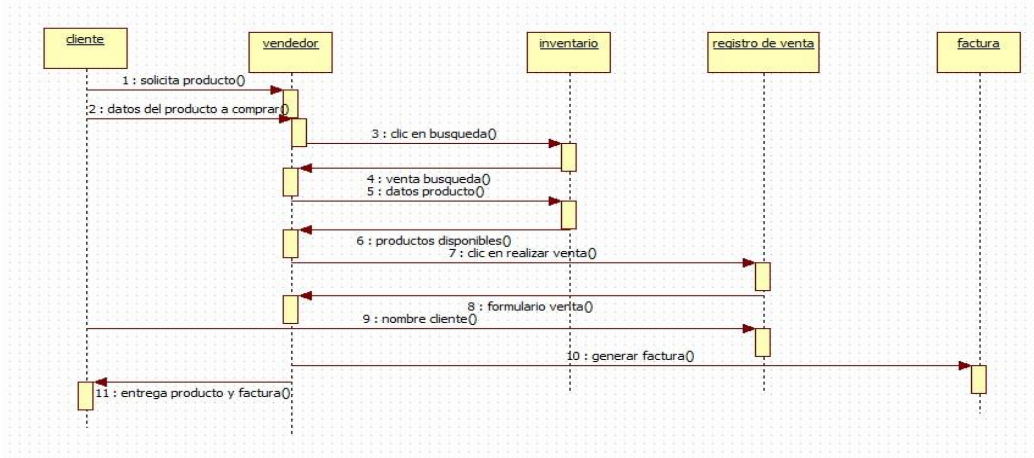 cliente
vendedor
inventario
registro de venta
factura
1 : solicita producto()
2 : datos del producto a comprar()
3 : clic en busqueda()
4 : venta busqueda()
5 : datos producto()
6 : productos disponibles()
7 : clic en realizar venta()
8 : formulario venta()
9 : nombre cliente()
10 : generar factura()
11 : entrega producto y factura()